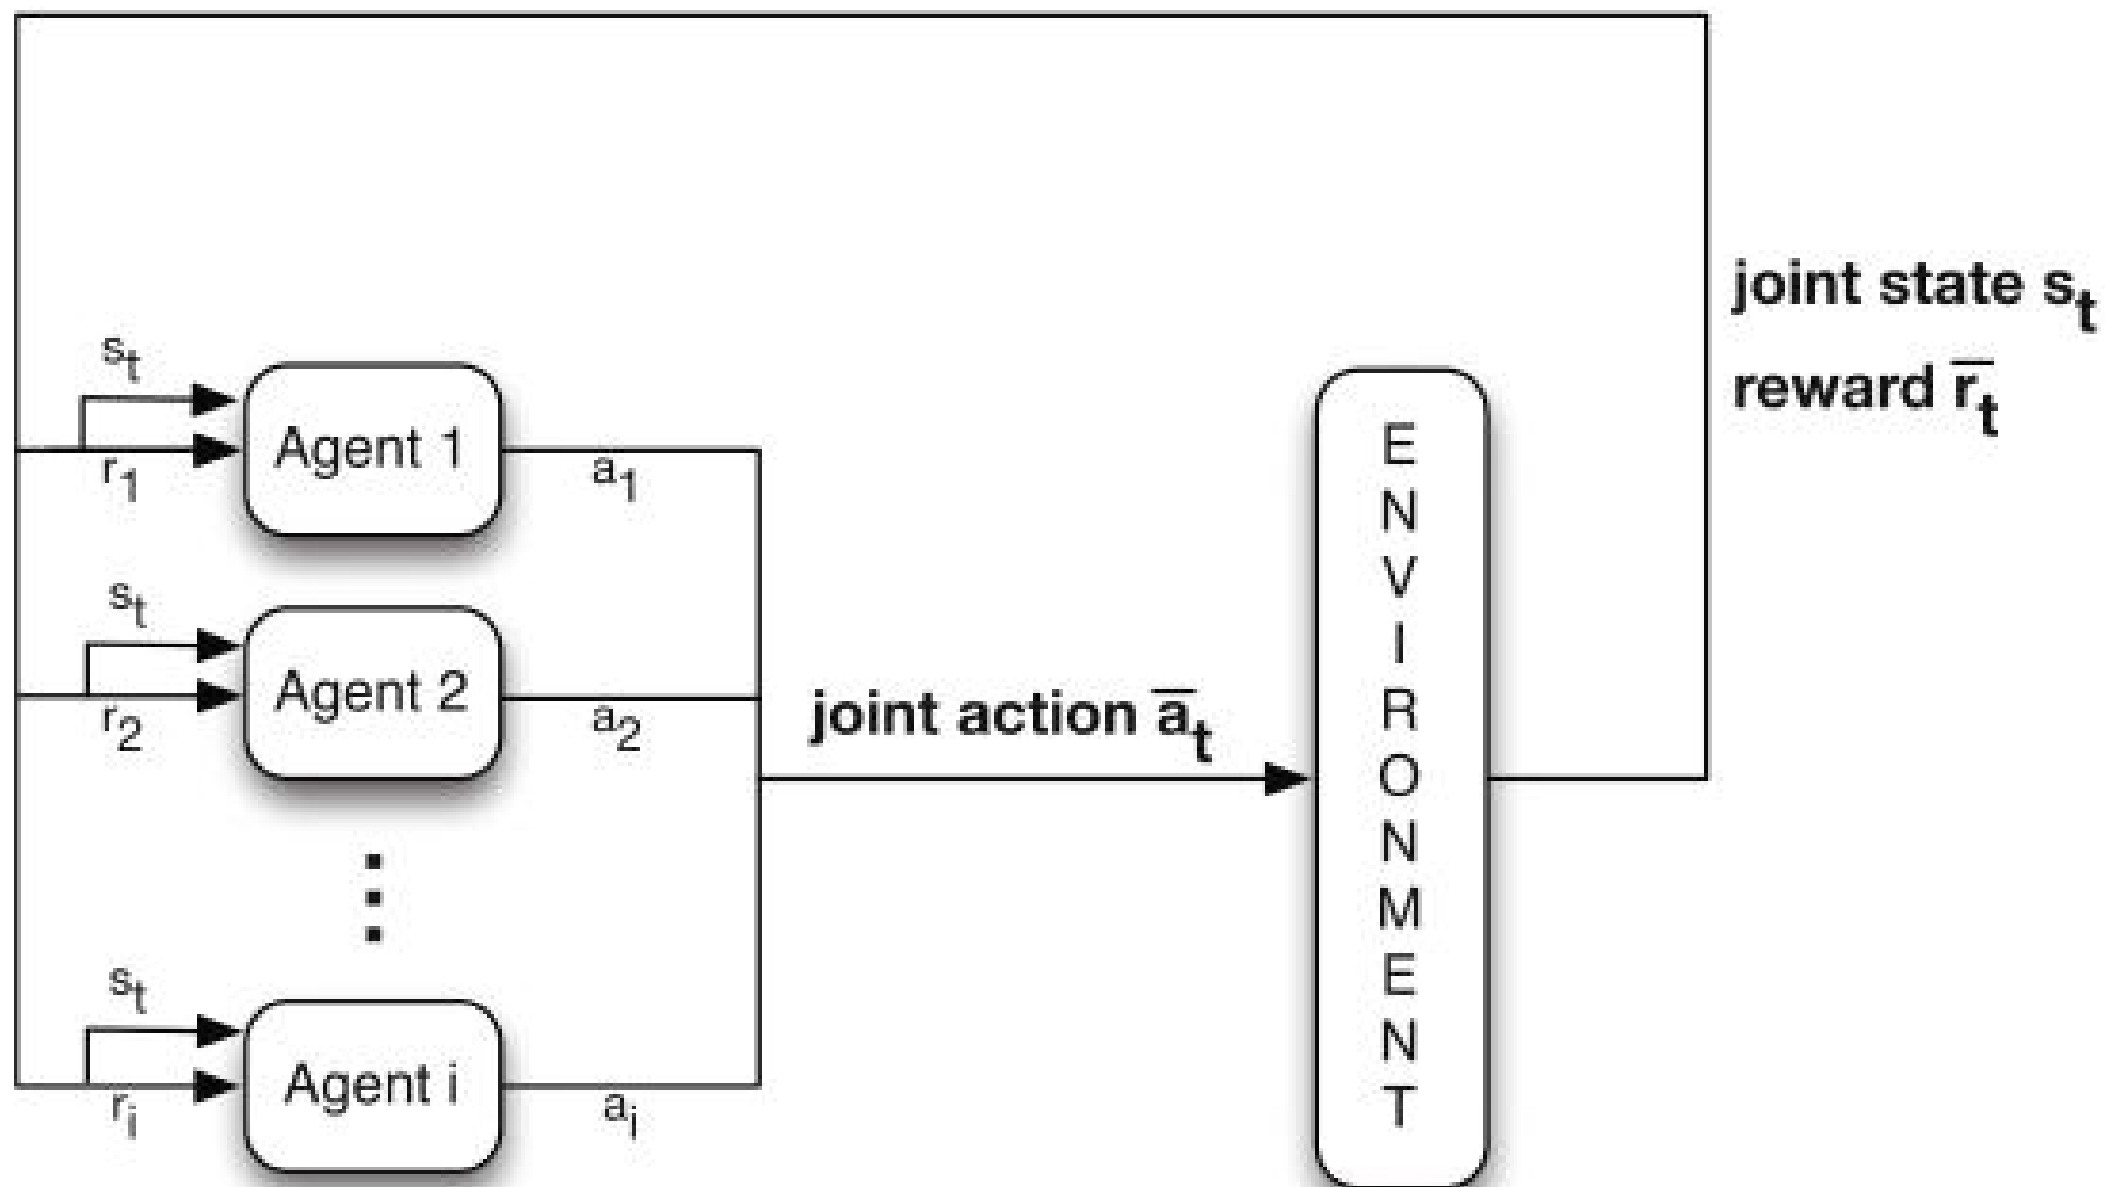 joint state s_t
reward r̄_t
s_t
r_1
Agent 1
a_1
s_t
r_2
Agent 2
a_2
joint action ā_t
s_t
r_i
Agent i
a_i
ENVIRONMENT